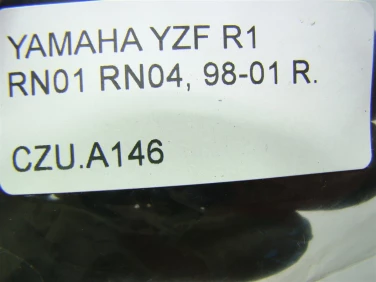 YAMAHA YZF R1
RN01 RN04, 98-01 R.
CZU.A146